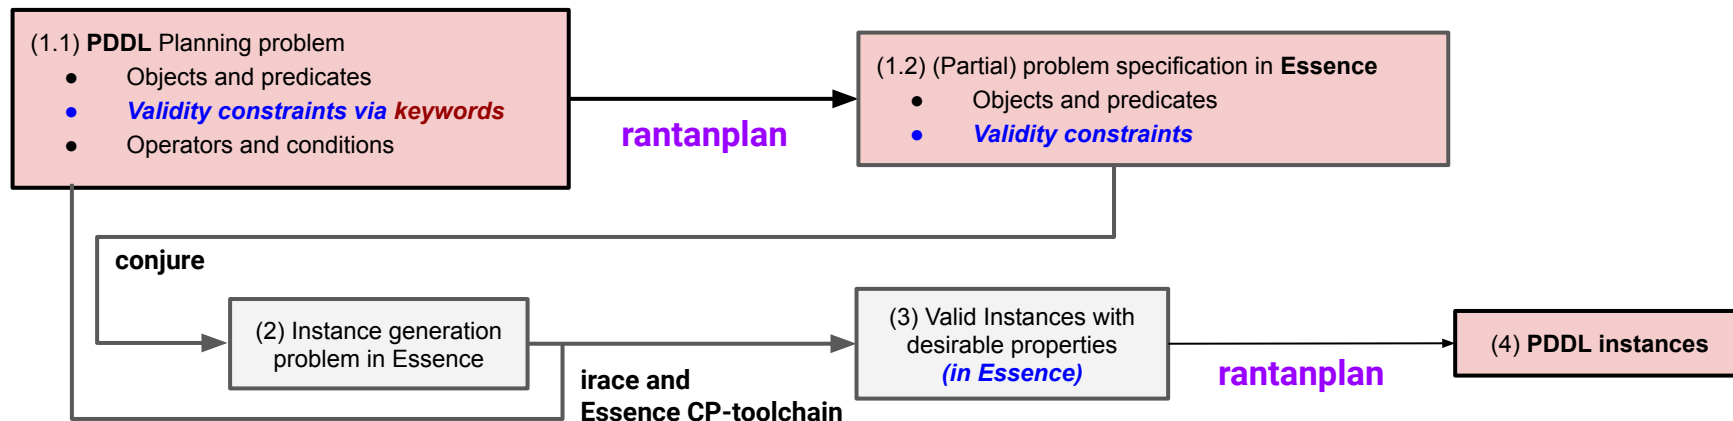 (1.1) PDDL Planning problem
● Objects and predicates
● Validity constraints via keywords
● Operators and conditions
rantanplan
(1.2) (Partial) problem specification in Essence
● Objects and predicates
● Validity constraints
conjure
(2) Instance generation
problem in Essence
irace and
Essence CP-toolchain
(3) Valid Instances with
desirable properties
(in Essence)
rantanplan
(4) PDDL instances